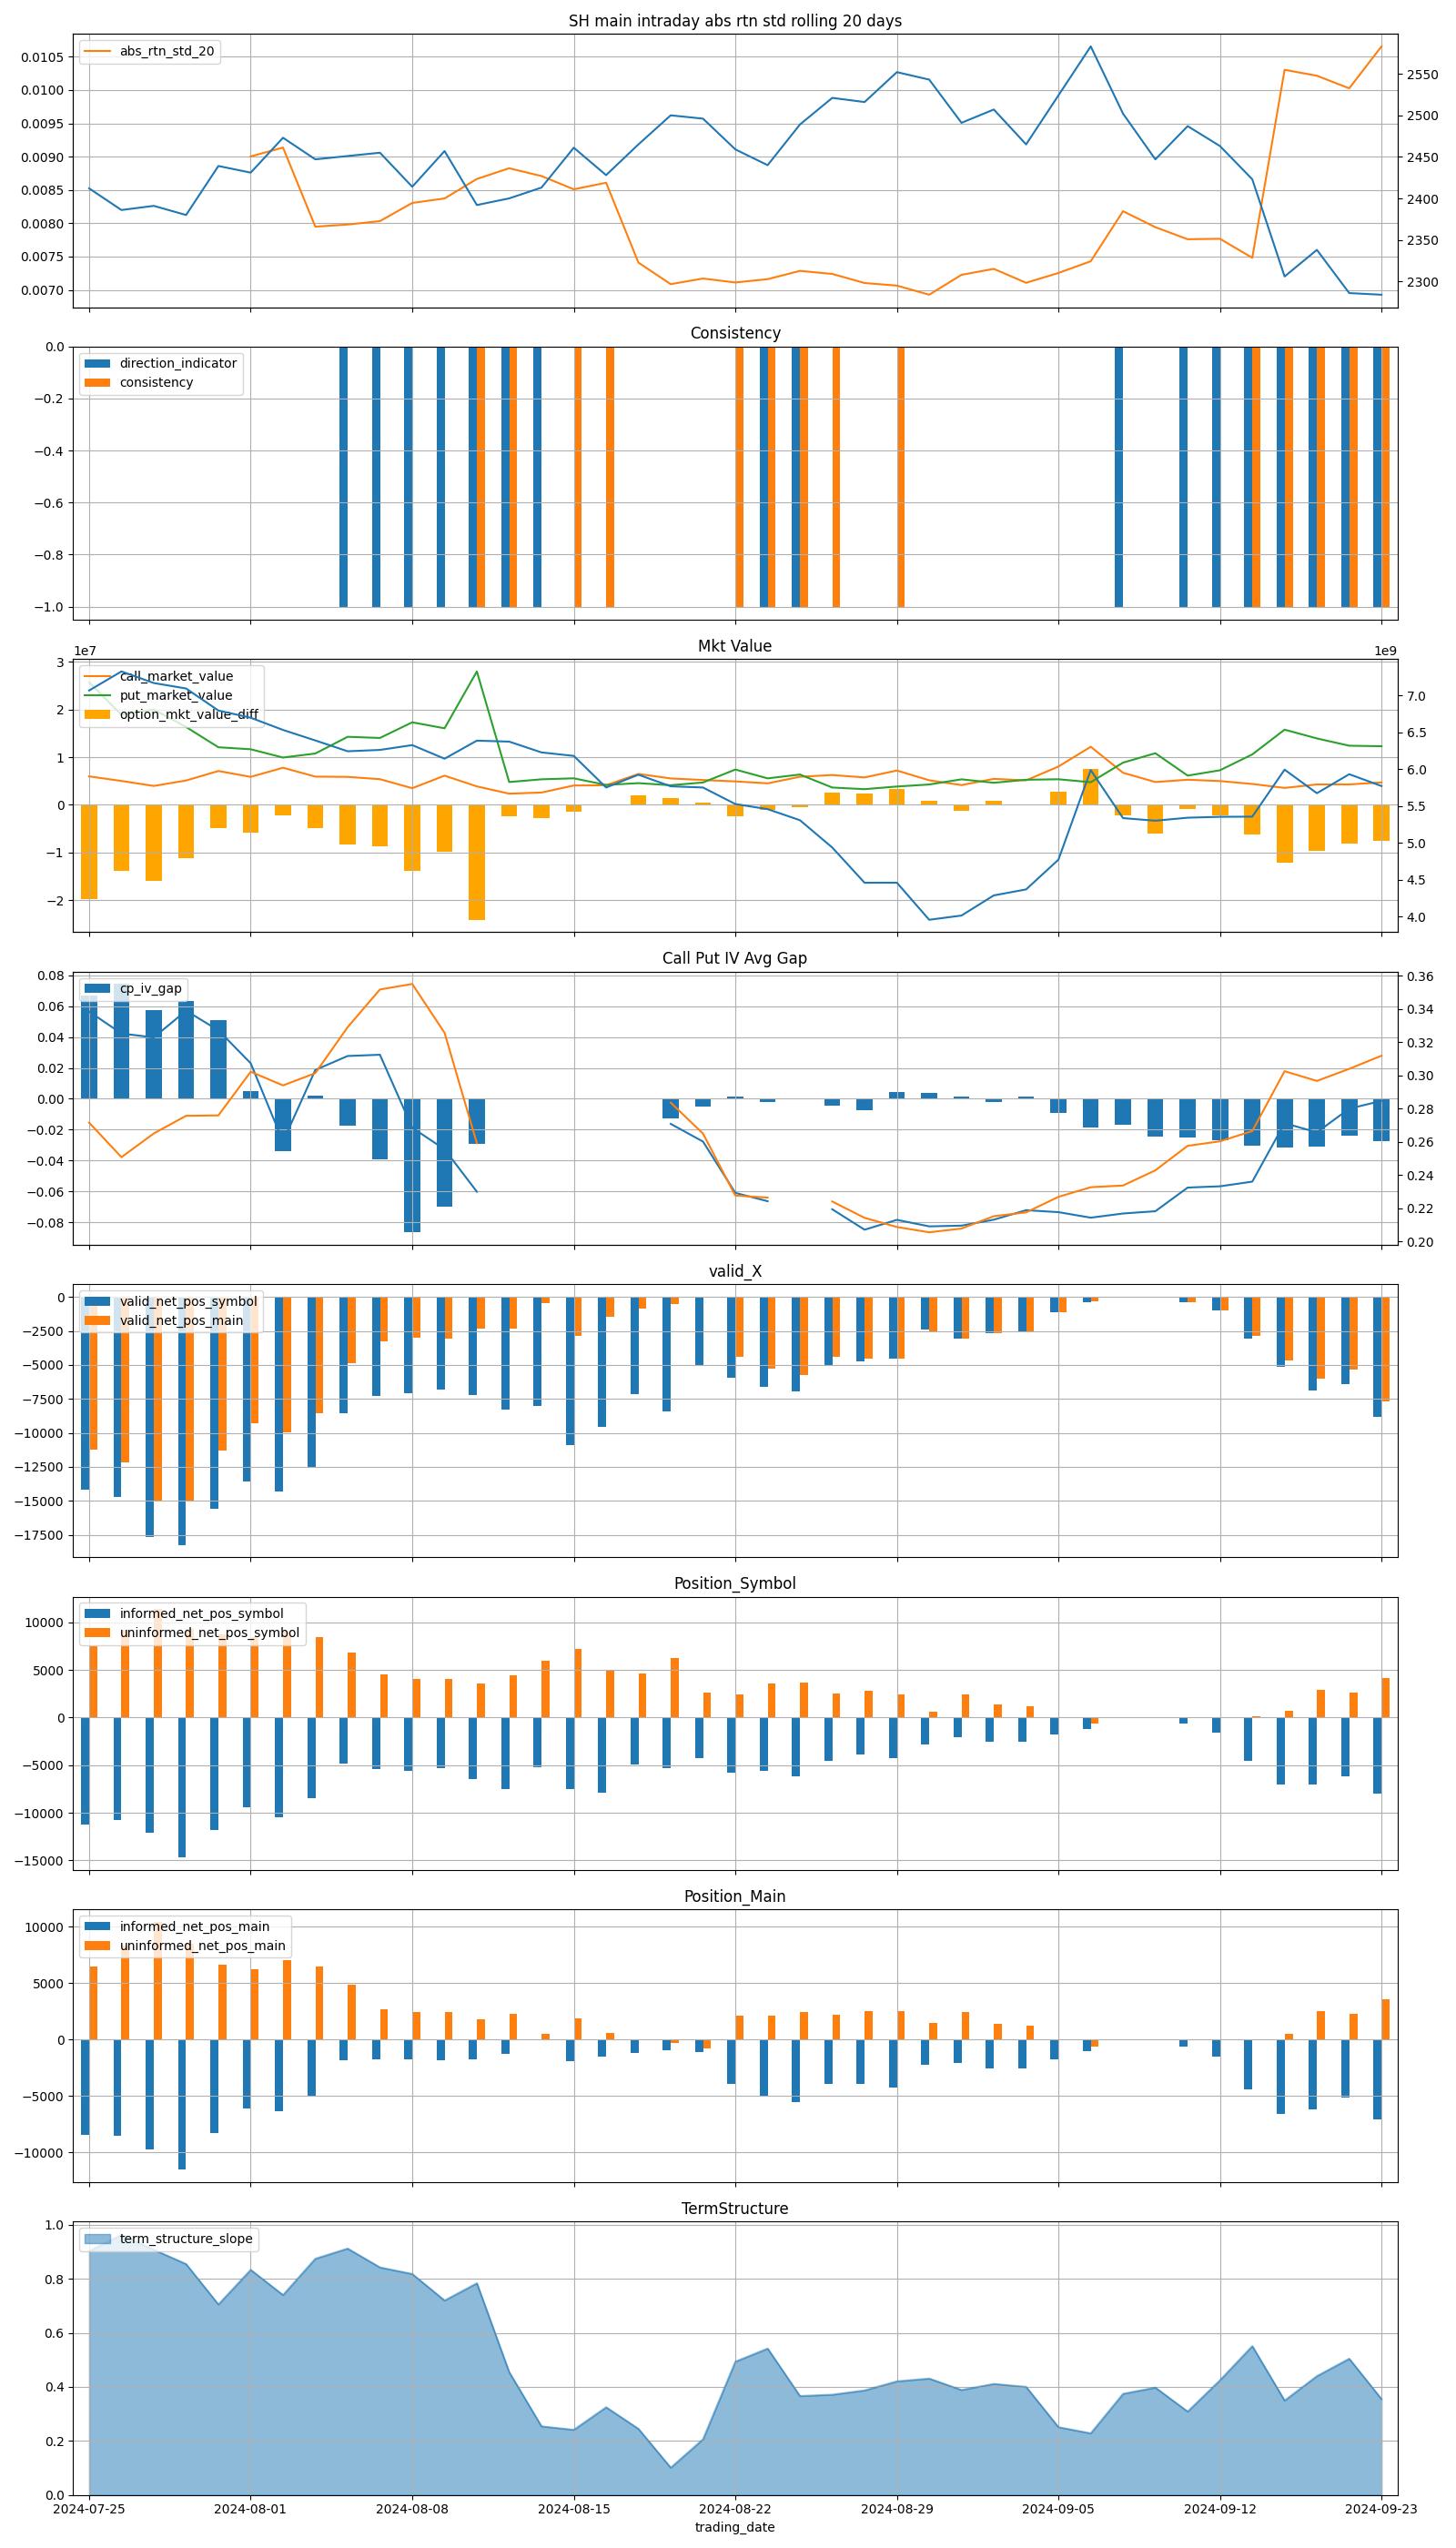 SH main intraday abs rtn std rolling 20 days
abs_rtn_std_20
0.0105
0.0100
0.0095
0.0090
0.0085
0.0080
0.0075
0.0070
2550
2500
2450
2400
2350
2300
Consistency
direction_indicator
consistency
0.0
−0.2
−0.4
−0.6
−0.8
−1.0
Mkt Value
1e7
1e9
call_market_value
put_market_value
option_mkt_value_diff
3
2
1
0
−1
−2
7.0
6.5
6.0
5.5
5.0
4.5
4.0
Call Put IV Avg Gap
cp_iv_gap
0.08
0.06
0.04
0.02
0.00
−0.02
−0.04
−0.06
−0.08
0.36
0.34
0.32
0.30
0.28
0.26
0.24
0.22
0.20
valid_X
valid_net_pos_symbol
valid_net_pos_main
0
−2500
−5000
−7500
−10000
−12500
−15000
−17500
Position_Symbol
informed_net_pos_symbol
uninformed_net_pos_symbol
10000
5000
0
−5000
−10000
−15000
Position_Main
informed_net_pos_main
uninformed_net_pos_main
10000
5000
0
−5000
−10000
TermStructure
term_structure_slope
1.0
0.8
0.6
0.4
0.2
0.0
2024-07-25 2024-08-01 2024-08-08 2024-08-15 2024-08-22 2024-08-29 2024-09-05 2024-09-12 2024-09-23
trading_date